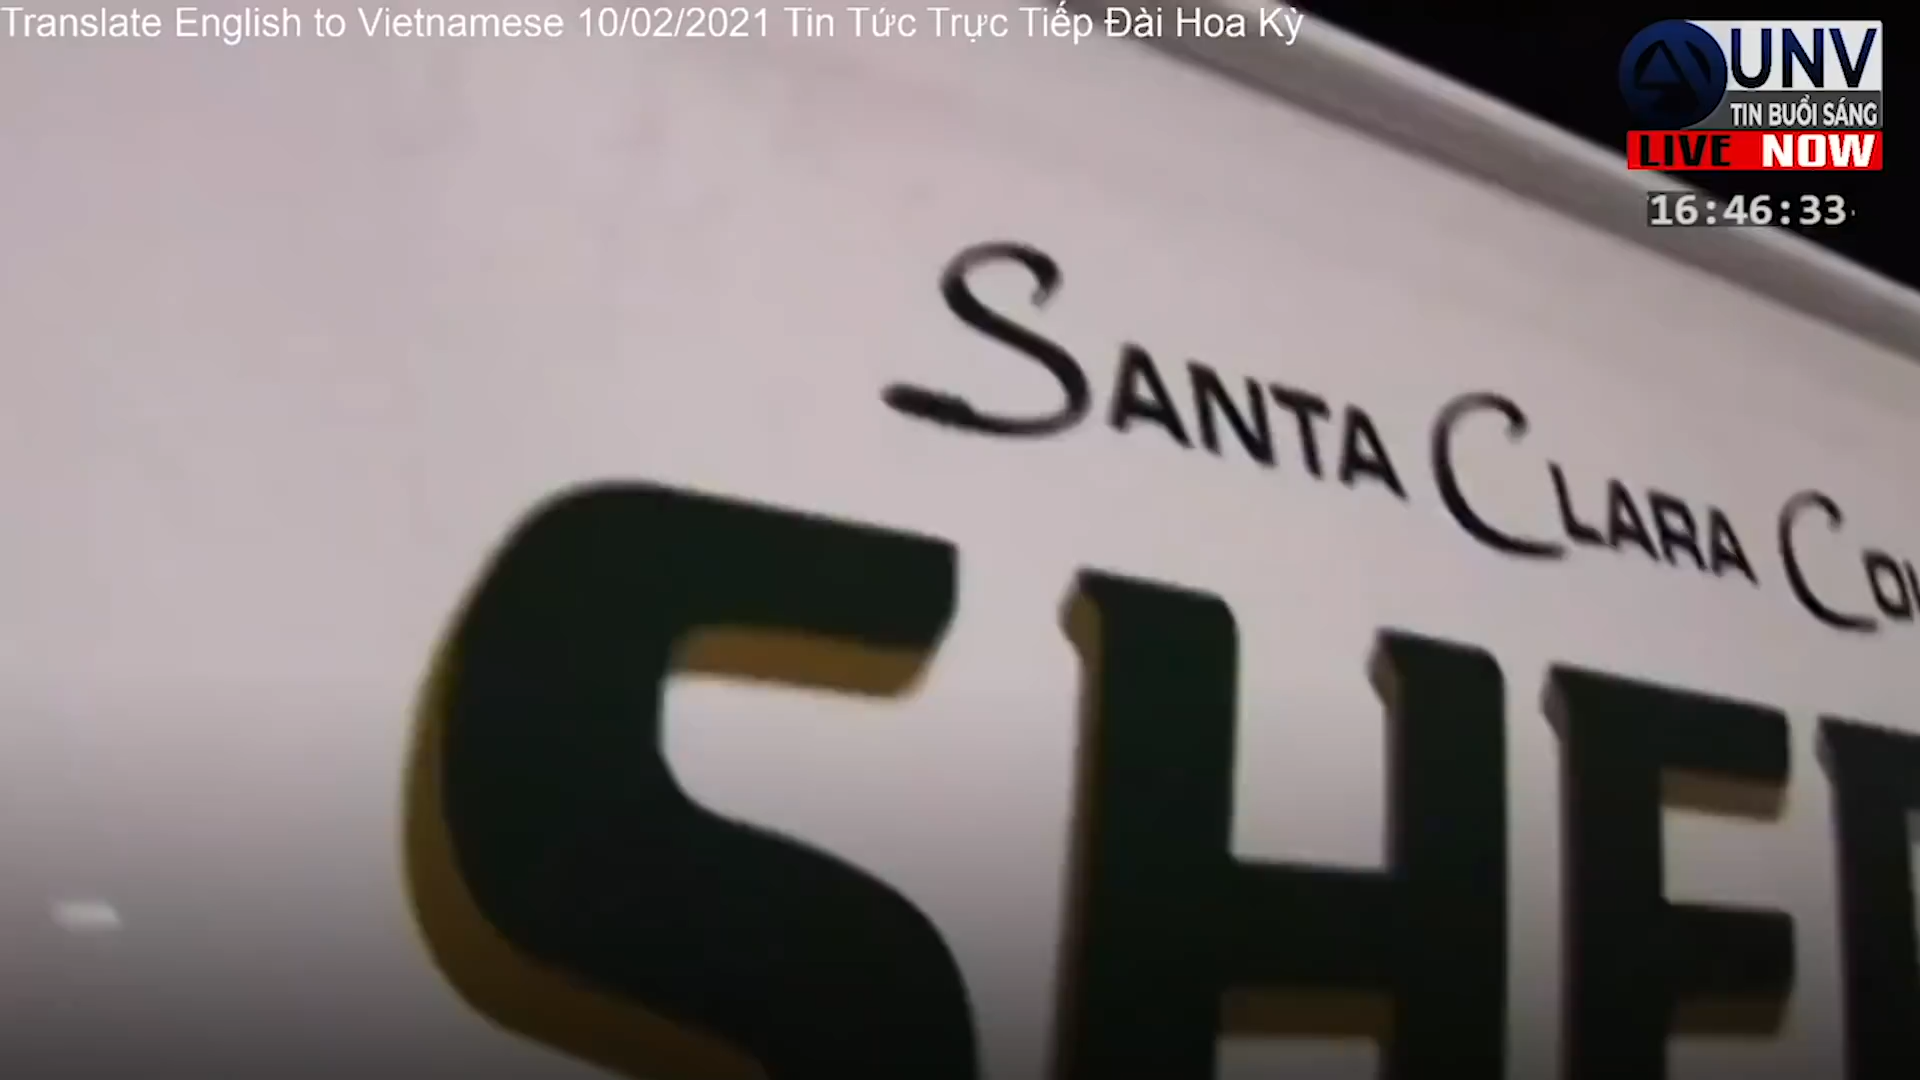 Translate English to Vietnamese 10/02/2021 Tin Tức Trực Tiếp Đài Hoa Kỳ
UNV
TIN BUỔI SÁNG
LIVE NOW
16:46:33
SANTA CLARA